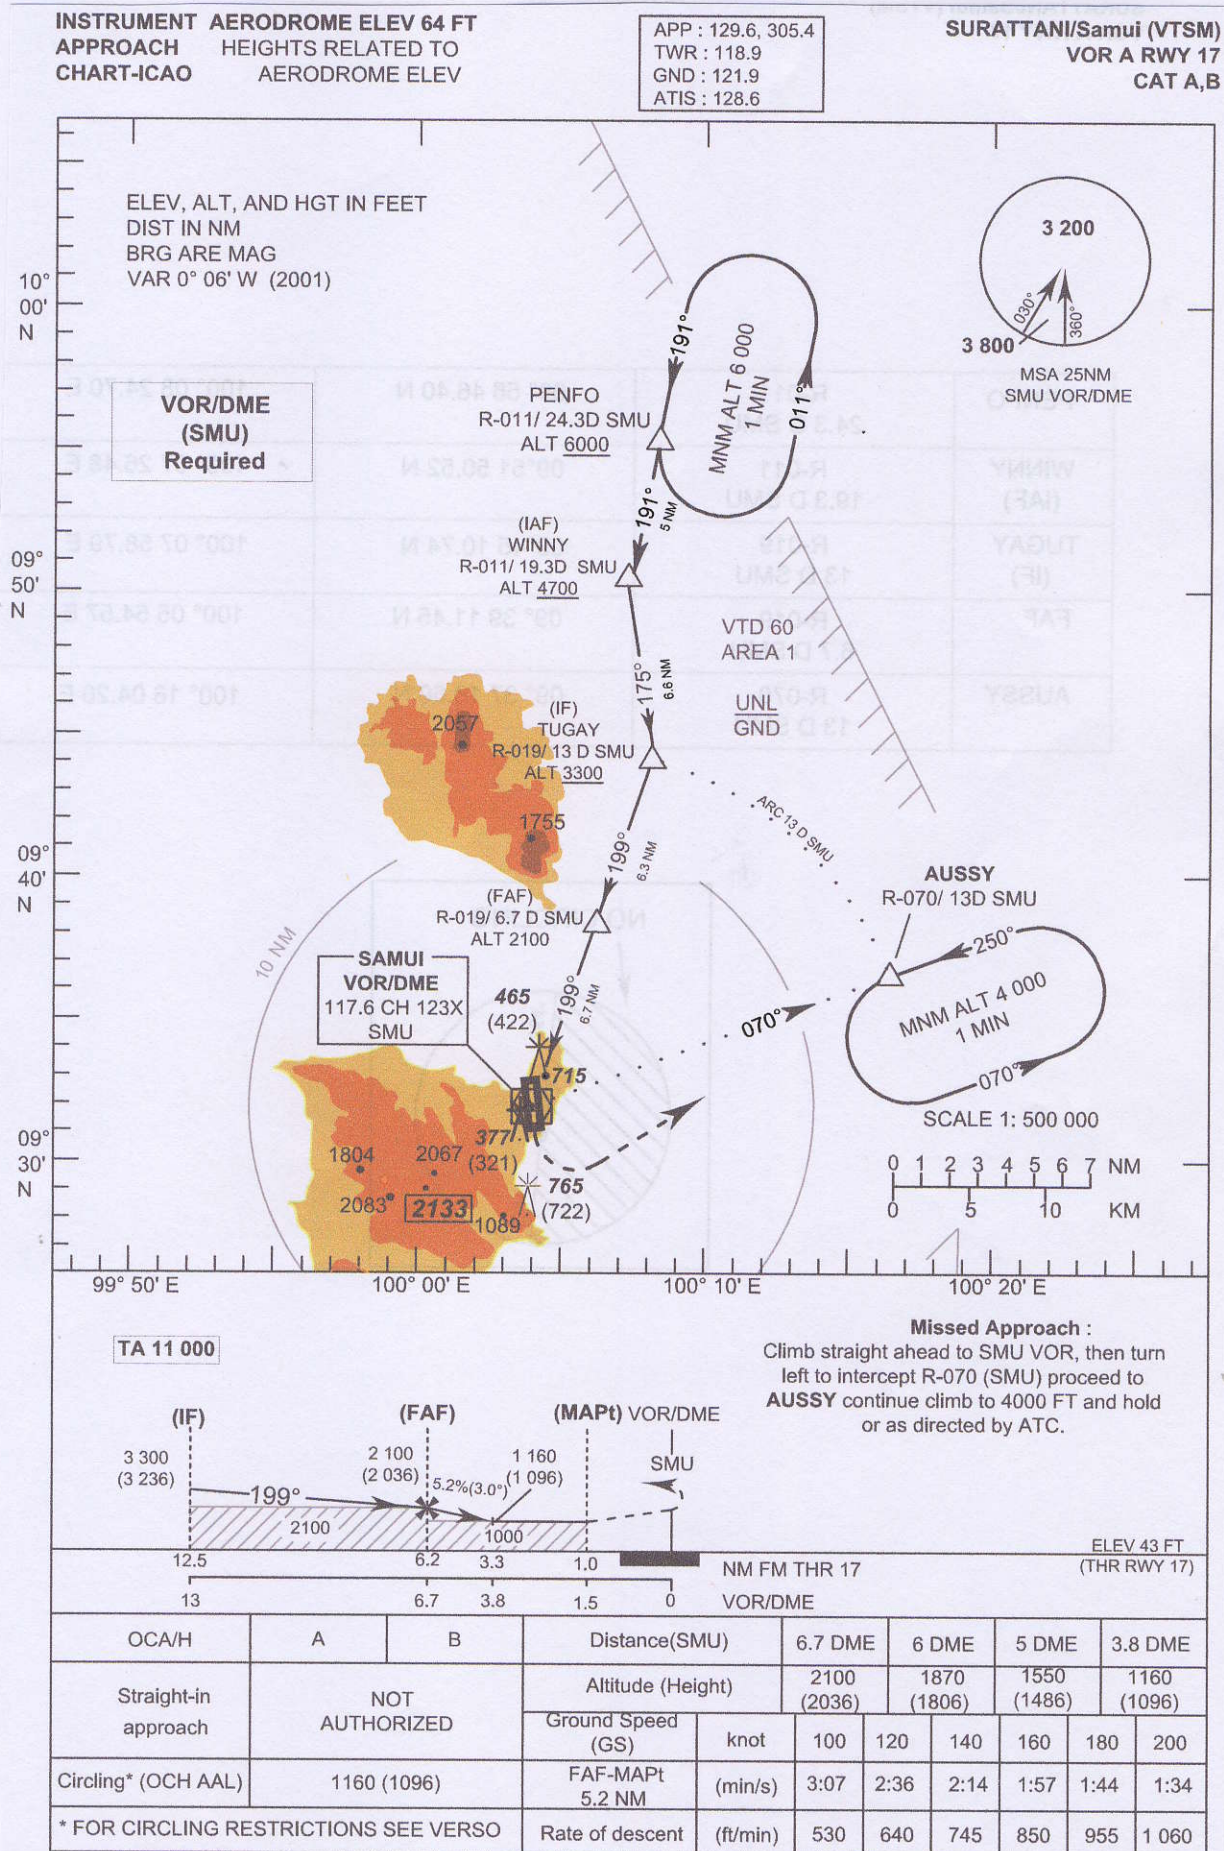 INSTRUMENT APPROACH CHART-ICAO
AERODROME ELEV 64 FT
HEIGHTS RELATED TO
AERODROME ELEV
APP : 129.6, 305.4
TWR : 118.9
GND : 121.9
ATIS : 128.6
SURATTANI/Samui (VTSM)
VOR A RWY 17
CAT A,B
ELEV, ALT, AND HGT IN FEET
DIST IN NM
BRG ARE MAG
VAR 0° 06' W (2001)
10°
00'
N
09°
50'
N
09°
40'
N
09°
30'
N
VOR/DME
(SMU)
Required
3 200
030°
360°
3 800
MSA 25NM
SMU VOR/DME
191°
MNM ALT 6 000
1 MIN
011°
PENFO
R-011/ 24.3D SMU
ALT 6000
191°
5 NM
(IAF)
WINNY
R-011/ 19.3D SMU
ALT 4700
VTD 60
AREA 1
UNL
GND
175°
6.6 NM
2057
(IF)
TUGAY
R-019/ 13 D SMU
ALT 3300
1755
ARC 13 D SMU
199°
6.3 NM
(FAF)
R-019/ 6.7 D SMU
ALT 2100
AUSSY
R-070/ 13D SMU
250°
MNM ALT 4 000
1 MIN
070°
10 NM
SAMUI
VOR/DME
117.6 CH 123X
SMU
465
(422)
199°
6.7 NM
070°
715
377
(321)
1804
2067
2083
2133
1089
765
(722)
SCALE 1: 500 000
0 1 2 3 4 5 6 7 NM
0 5 10 KM
99° 50' E
100° 00' E
100° 10' E
100° 20' E
TA 11 000
Missed Approach :
Climb straight ahead to SMU VOR, then turn
left to intercept R-070 (SMU) proceed to
AUSSY continue climb to 4000 FT and hold
or as directed by ATC.
(IF)
(FAF)
(MAPt) VOR/DME
3 300
(3 236)
2 100
(2 036)
5.2%(3.0°)
1 160
(1 096)
SMU
199°
2100
1000
ELEV 43 FT
(THR RWY 17)
12.5 6.2 3.3 1.0 NM FM THR 17
13 6.7 3.8 1.5 0 VOR/DME
OCA/H A B
Straight-in
approach
NOT
AUTHORIZED
Circling* (OCH AAL) 1160 (1096)
* FOR CIRCLING RESTRICTIONS SEE VERSO
Distance(SMU) 6.7 DME 6 DME 5 DME 3.8 DME
Altitude (Height) 2100 (2036) 1870 (1806) 1550 (1486) 1160 (1096)
Ground Speed
(GS) knot 100 120 140 160 180 200
FAF-MAPt
5.2 NM (min/s) 3:07 2:36 2:14 1:57 1:44 1:34
Rate of descent (ft/min) 530 640 745 850 955 1 060